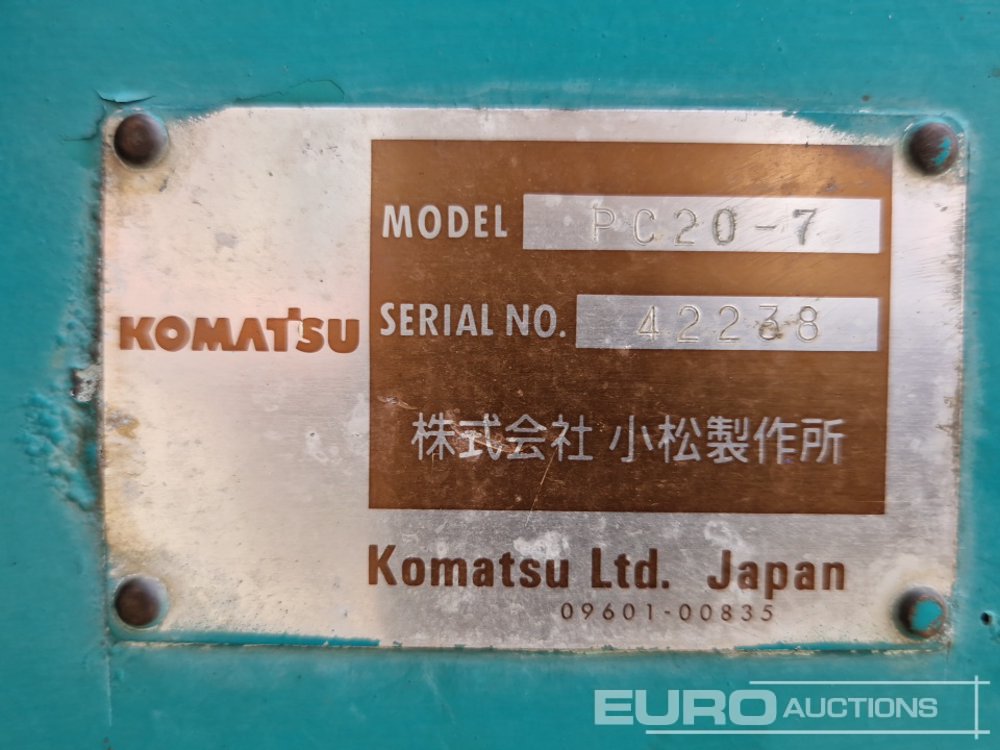 MODEL PC20-7
KOMATSU
SERIAL NO. 42238
株式会社 小松製作所
Komatsu Ltd. Japan
09601-00835
EURO AUCTIONS